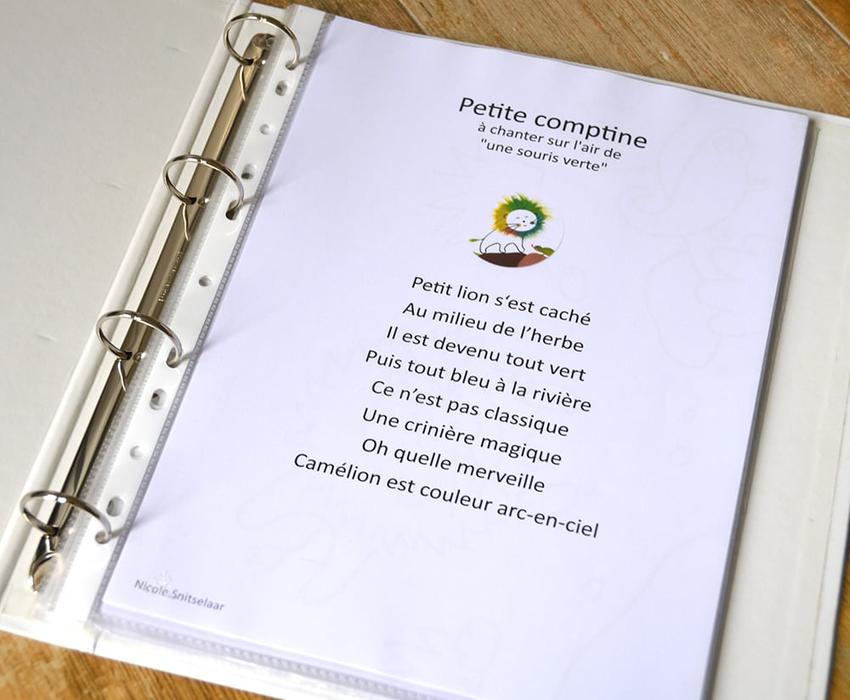 Petite comptine
à chanter sur l'air de
"une souris verte"
Petit lion s'est caché
Au milieu de l'herbe
Il est devenu tout vert
Puis tout bleu à la rivière
Ce n'est pas classique
Une crinière magique
Oh quelle merveille
Camélion est couleur arc-en-ciel
Nicole.Snitselaar